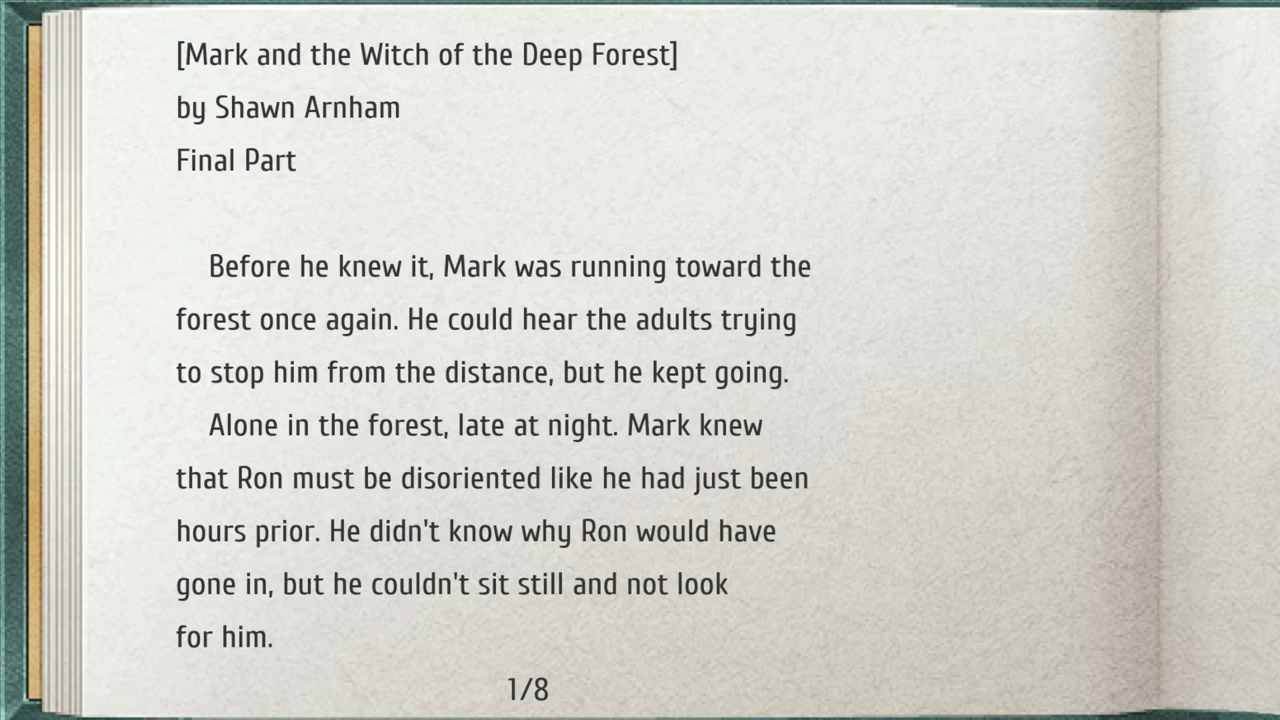 [Mark and the Witch of the Deep Forest]
by Shawn Arnham
Final Part
Before he knew it, Mark was running toward the
forest once again. He could hear the adults trying
to stop him from the distance, but he kept going.
Alone in the forest, late at night. Mark knew
that Ron must be disoriented like he had just been
hours prior. He didn't know why Ron would have
gone in, but he couldn't sit still and not look
for him.
1/8